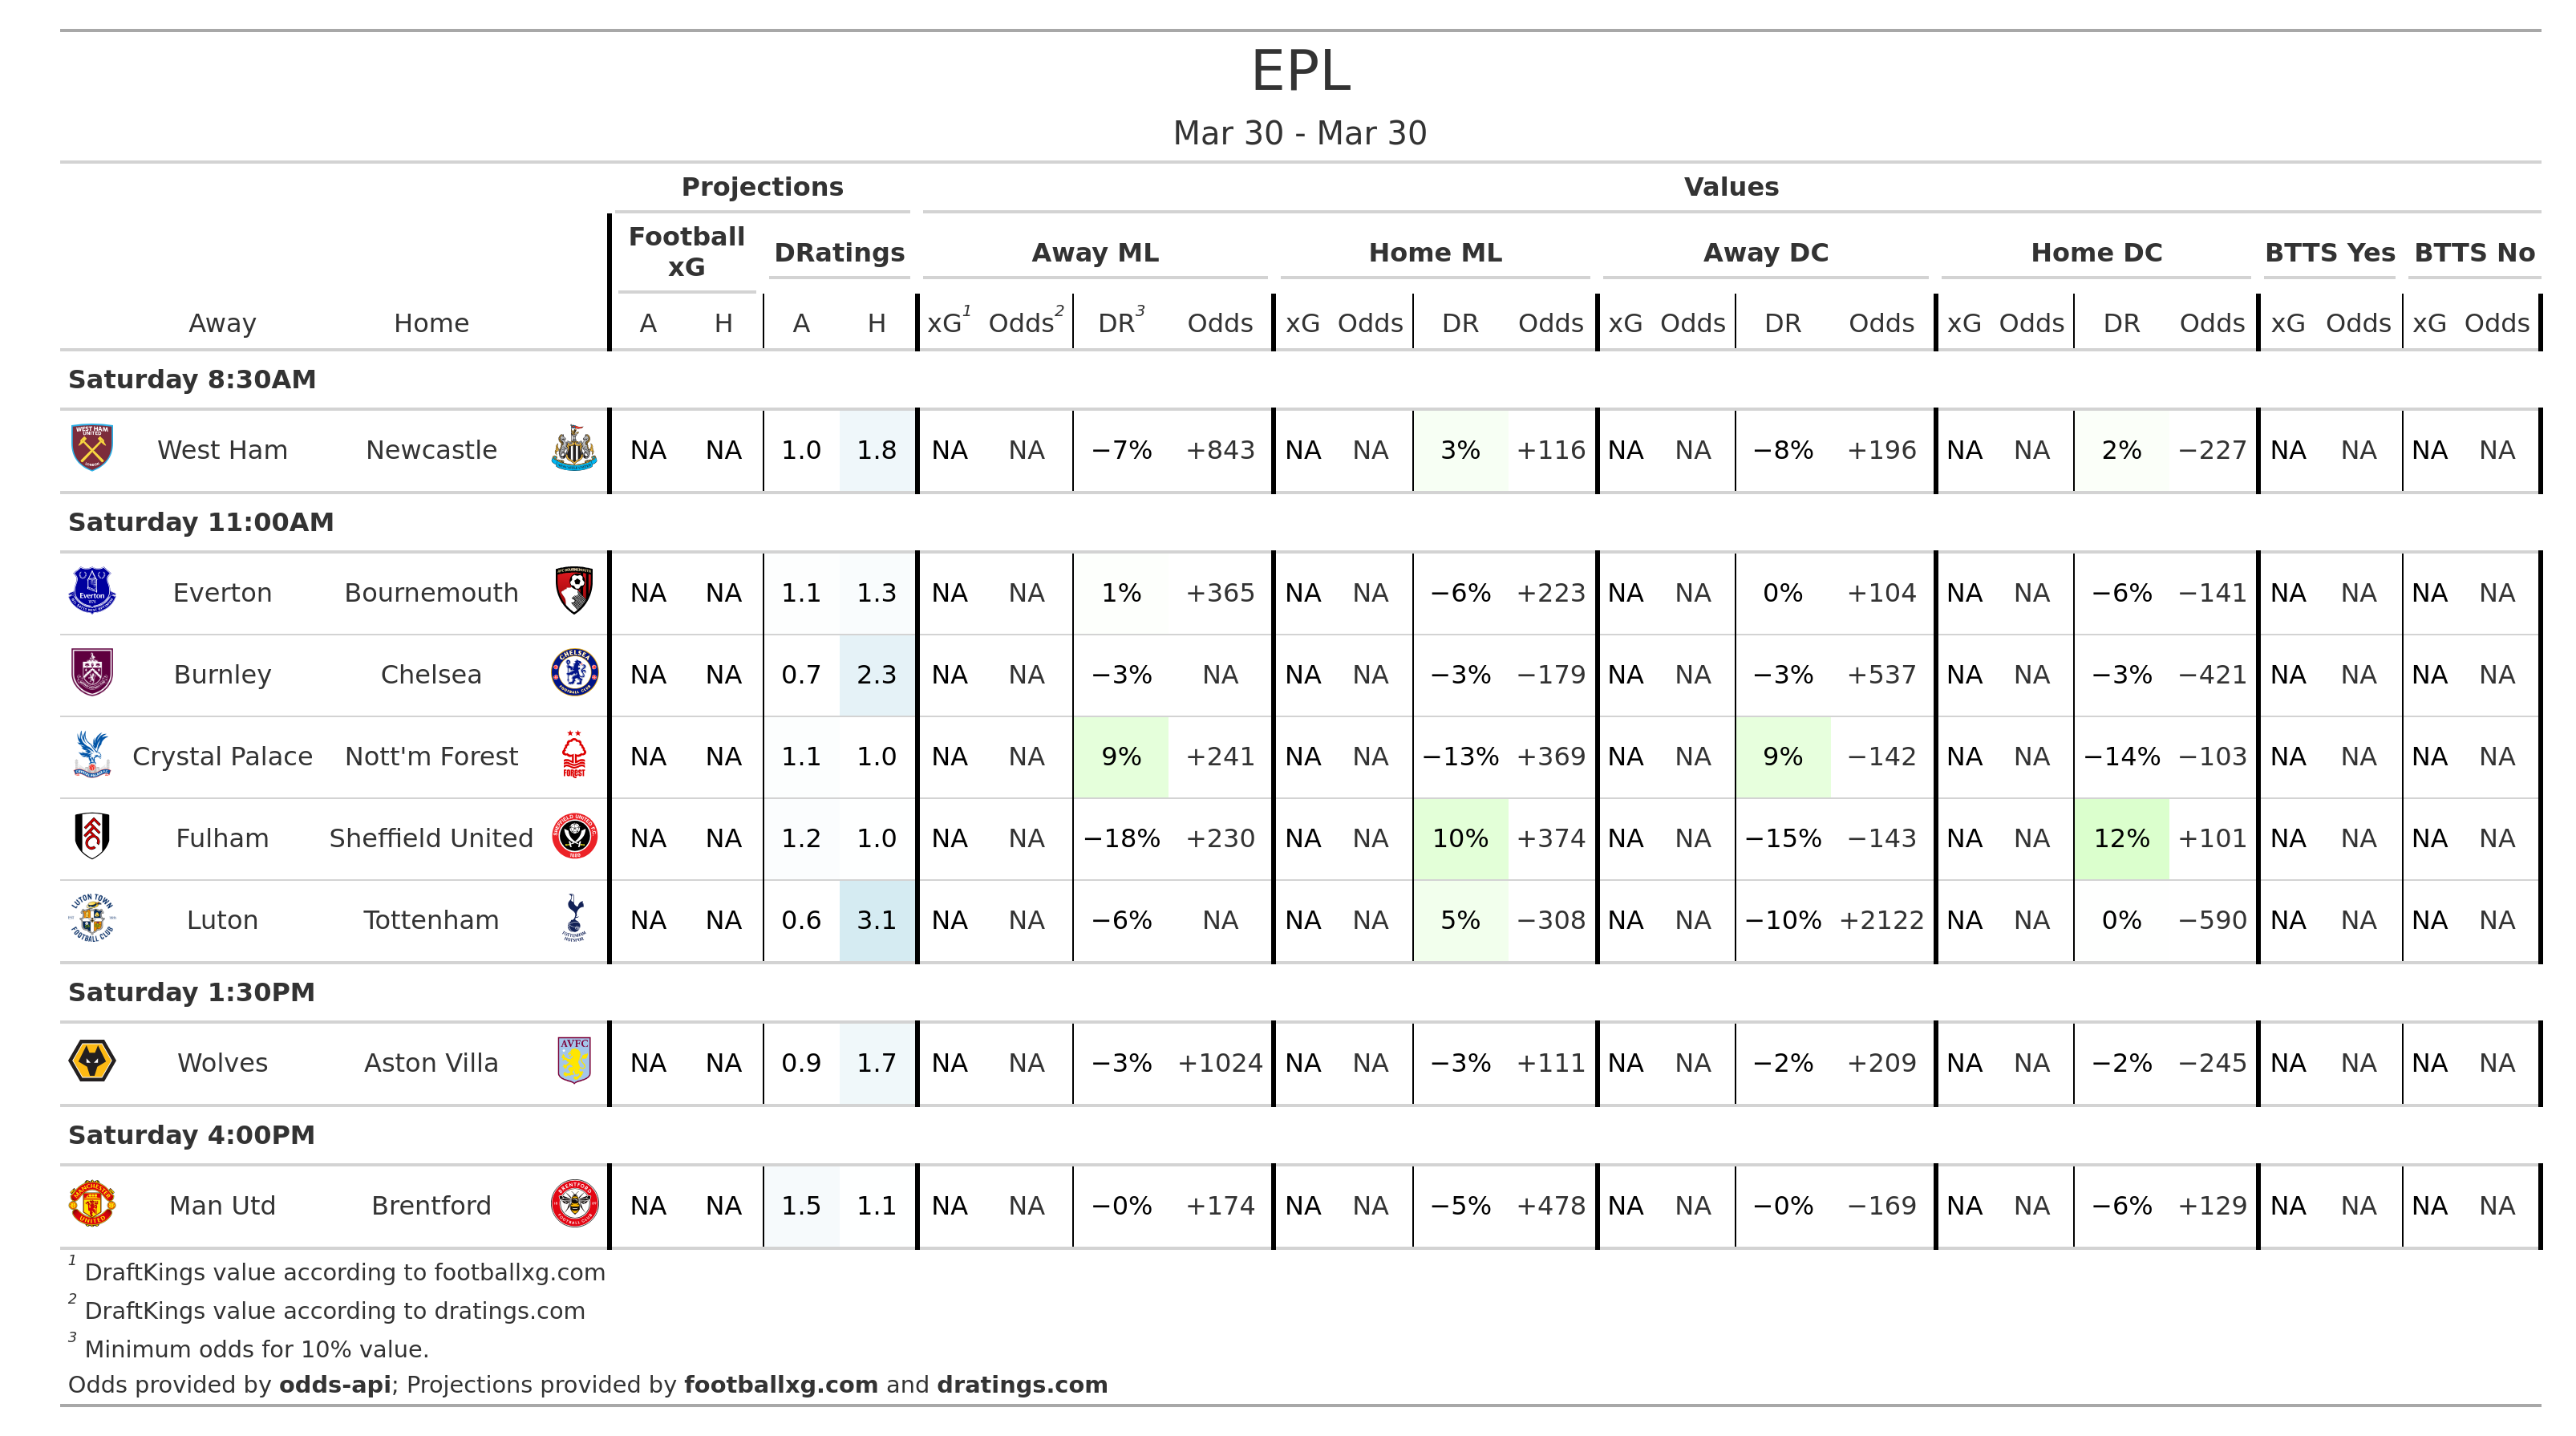 EPL
Mar 30 - Mar 30
Projections Values
Football xG DRatings Away ML Home ML Away DC Home DC BTTS Yes BTTS No
Away Home A H A H xG1 Odds2 DR3 Odds xG Odds DR Odds xG Odds DR Odds xG Odds DR Odds xG Odds xG Odds
Saturday 8:30AM
West Ham Newcastle NA NA 1.0 1.8 NA NA −7% +843 NA NA 3% +116 NA NA −8% +196 NA NA 2% −227 NA NA NA NA
Saturday 11:00AM
Everton Bournemouth NA NA 1.1 1.3 NA NA 1% +365 NA NA −6% +223 NA NA 0% +104 NA NA −6% −141 NA NA NA NA
Burnley Chelsea NA NA 0.7 2.3 NA NA −3% NA NA NA −3% −179 NA NA −3% +537 NA NA −3% −421 NA NA NA NA
Crystal Palace Nott'm Forest NA NA 1.1 1.0 NA NA 9% +241 NA NA −13% +369 NA NA 9% −142 NA NA −14% −103 NA NA NA NA
Fulham Sheffield United NA NA 1.2 1.0 NA NA −18% +230 NA NA 10% +374 NA NA −15% −143 NA NA 12% +101 NA NA NA NA
Luton Tottenham NA NA 0.6 3.1 NA NA −6% NA NA NA 5% −308 NA NA −10% +2122 NA NA 0% −590 NA NA NA NA
Saturday 1:30PM
Wolves Aston Villa NA NA 0.9 1.7 NA NA −3% +1024 NA NA −3% +111 NA NA −2% +209 NA NA −2% −245 NA NA NA NA
Saturday 4:00PM
Man Utd Brentford NA NA 1.5 1.1 NA NA −0% +174 NA NA −5% +478 NA NA −0% −169 NA NA −6% +129 NA NA NA NA
1 DraftKings value according to footballxg.com
2 DraftKings value according to dratings.com
3 Minimum odds for 10% value.
Odds provided by odds-api; Projections provided by footballxg.com and dratings.com